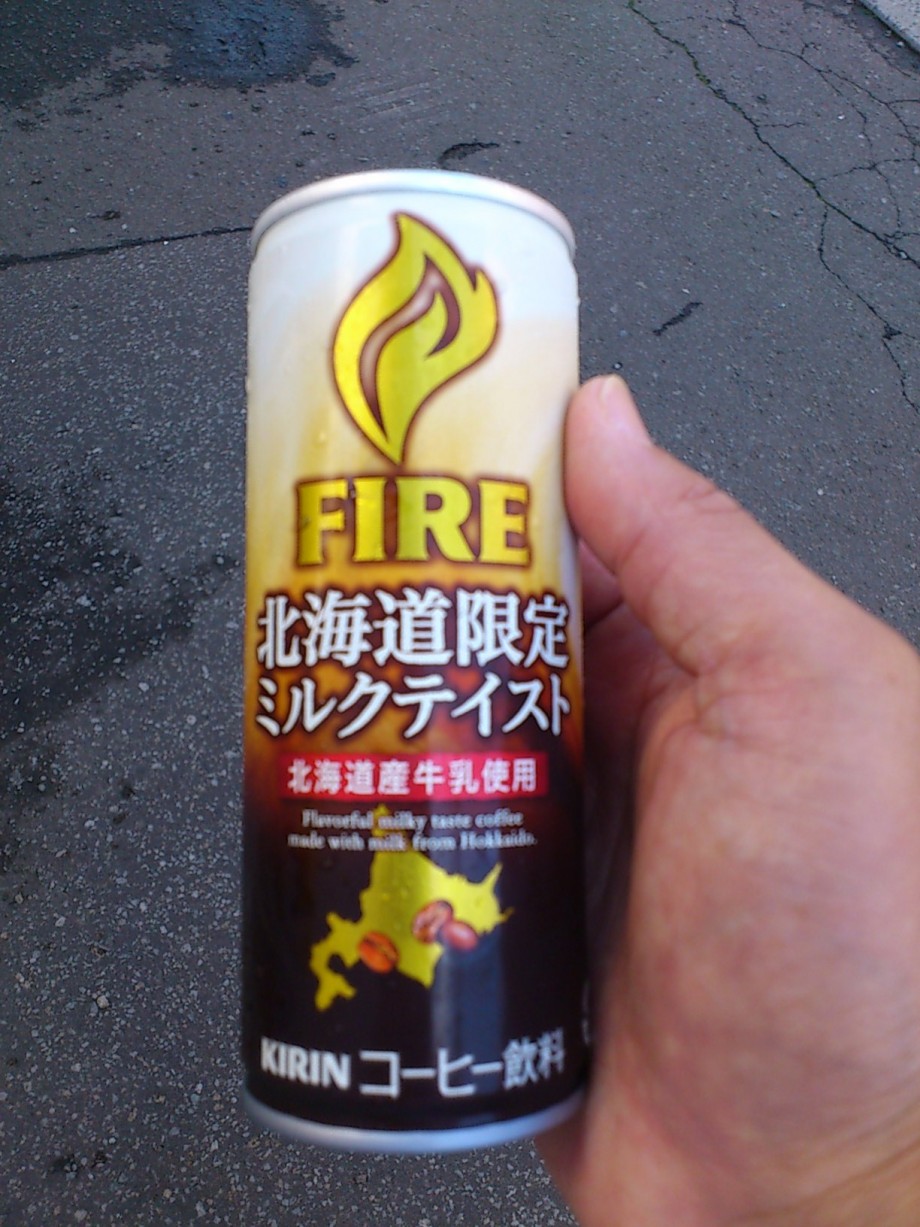 FIRE
北海道限定
ミルクテイスト
北海道産牛乳使用
Flavorful milky taste coffee
made with milk from Hokkaido.
KIRIN コーヒー飲料